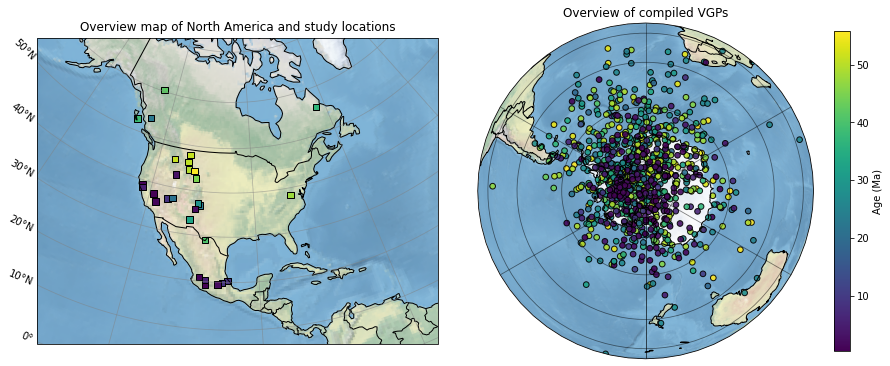 Overview map of North America and study locations
50°N
40°N
30°N
20°N
10°N
0°
Overview of compiled VGPs
50
40
30
20
10
Age (Ma)